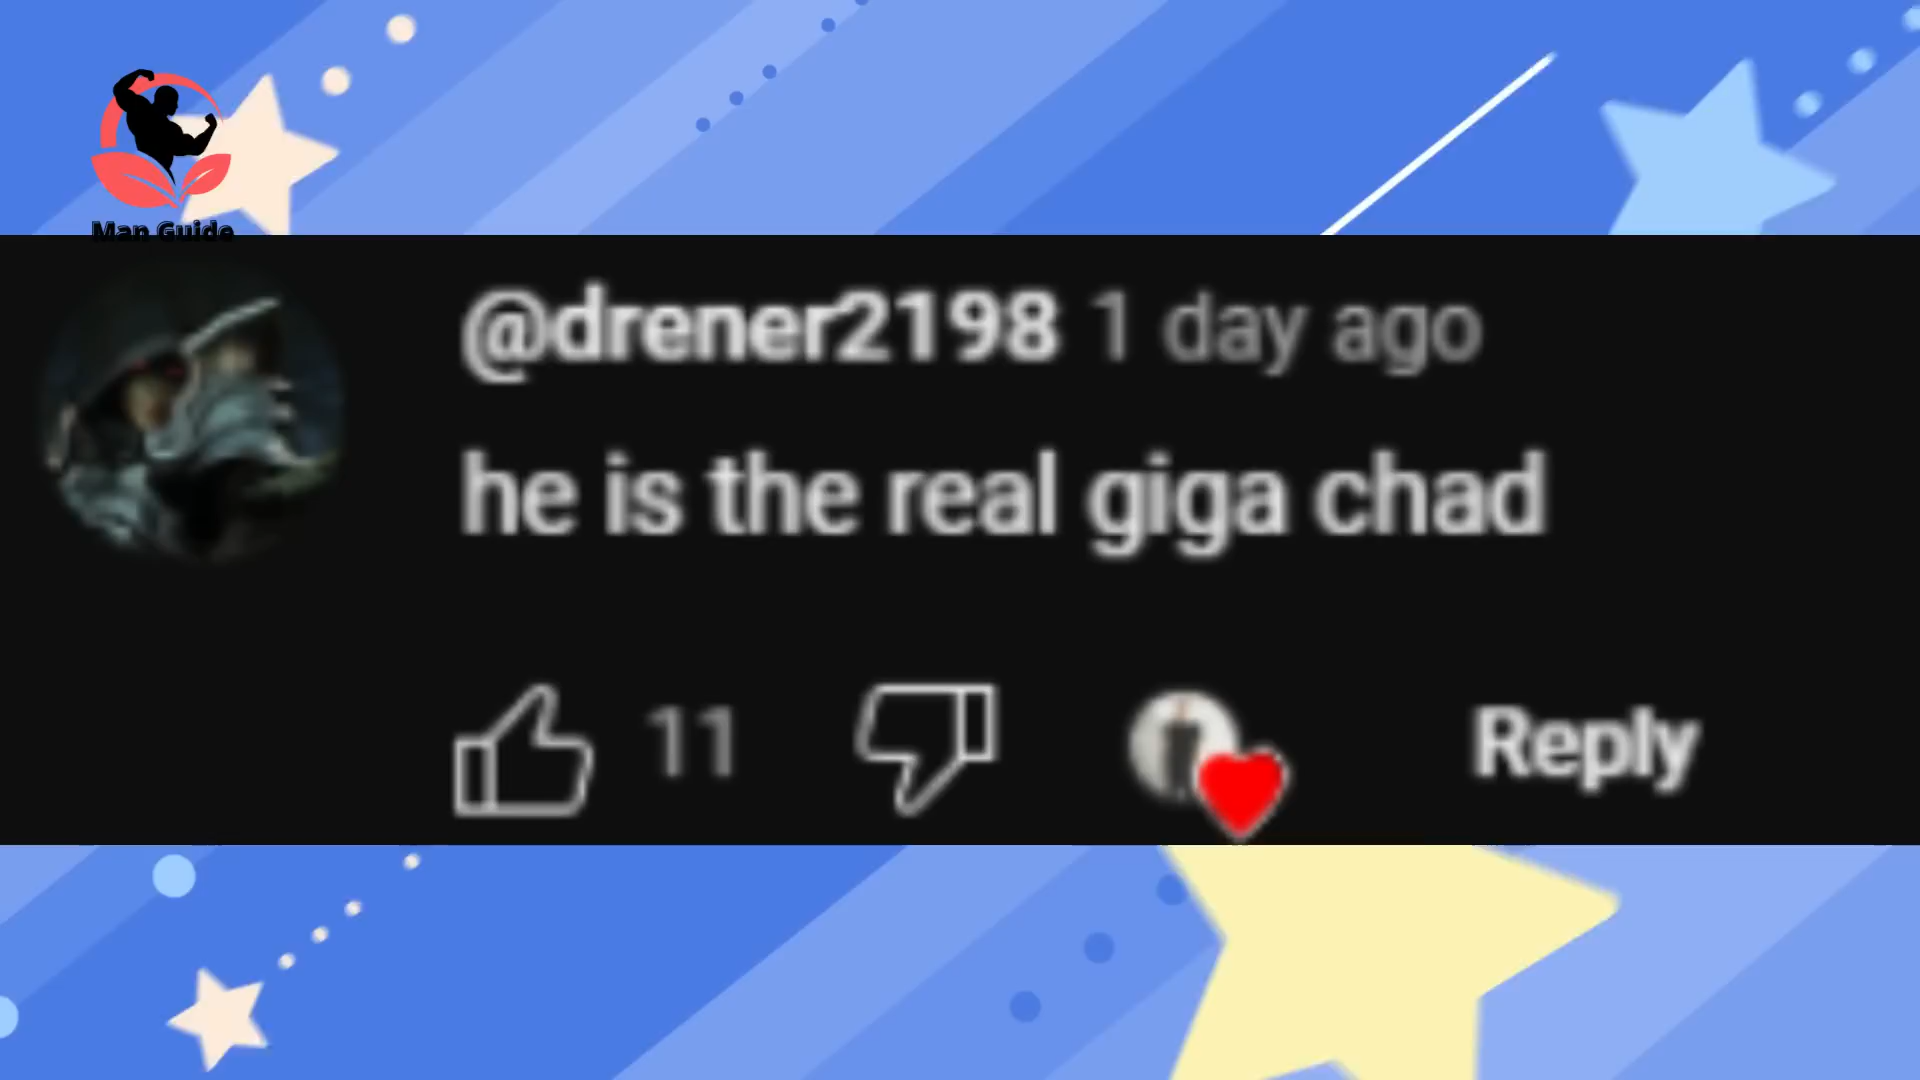 Man Guide
@drener2198 1 day ago
he is the real giga chad
11
Reply